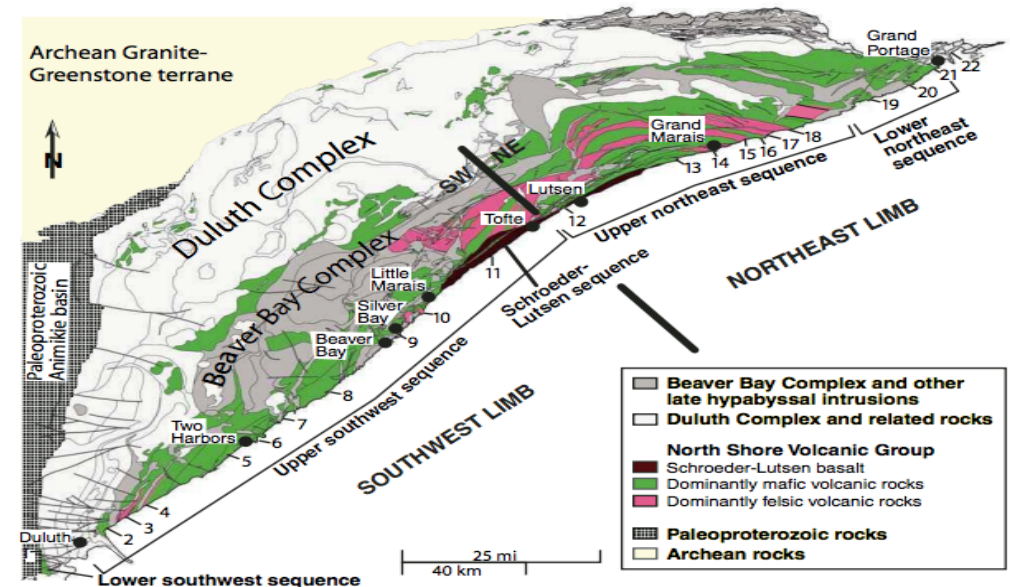 Archean Granite-
Greenstone terrane
N
Paleoproterozoic
Animikie basin
Duluth Complex
Beaver Bay Complex
SW
NE
Grand
Portage
22
21
20
19
Lower
northeast
sequence
Grand
Marais
18
17
16
15
14
13
Upper northeast sequence
NORTHEAST LIMB
Lutsen
12
Tofte
11
Schroeder-
Lutsen sequence
Little
Marais
10
Silver
Bay
9
Beaver
Bay
8
7
Two
Harbors
6
5
Upper southwest sequence
SOUTHWEST LIMB
4
3
2
Duluth
Lower southwest sequence
25 mi
40 km
Beaver Bay Complex and other
late hypabyssal intrusions
Duluth Complex and related rocks
North Shore Volcanic Group
Schroeder-Lutsen basalt
Dominantly mafic volcanic rocks
Dominantly felsic volcanic rocks
Paleoproterozoic rocks
Archean rocks